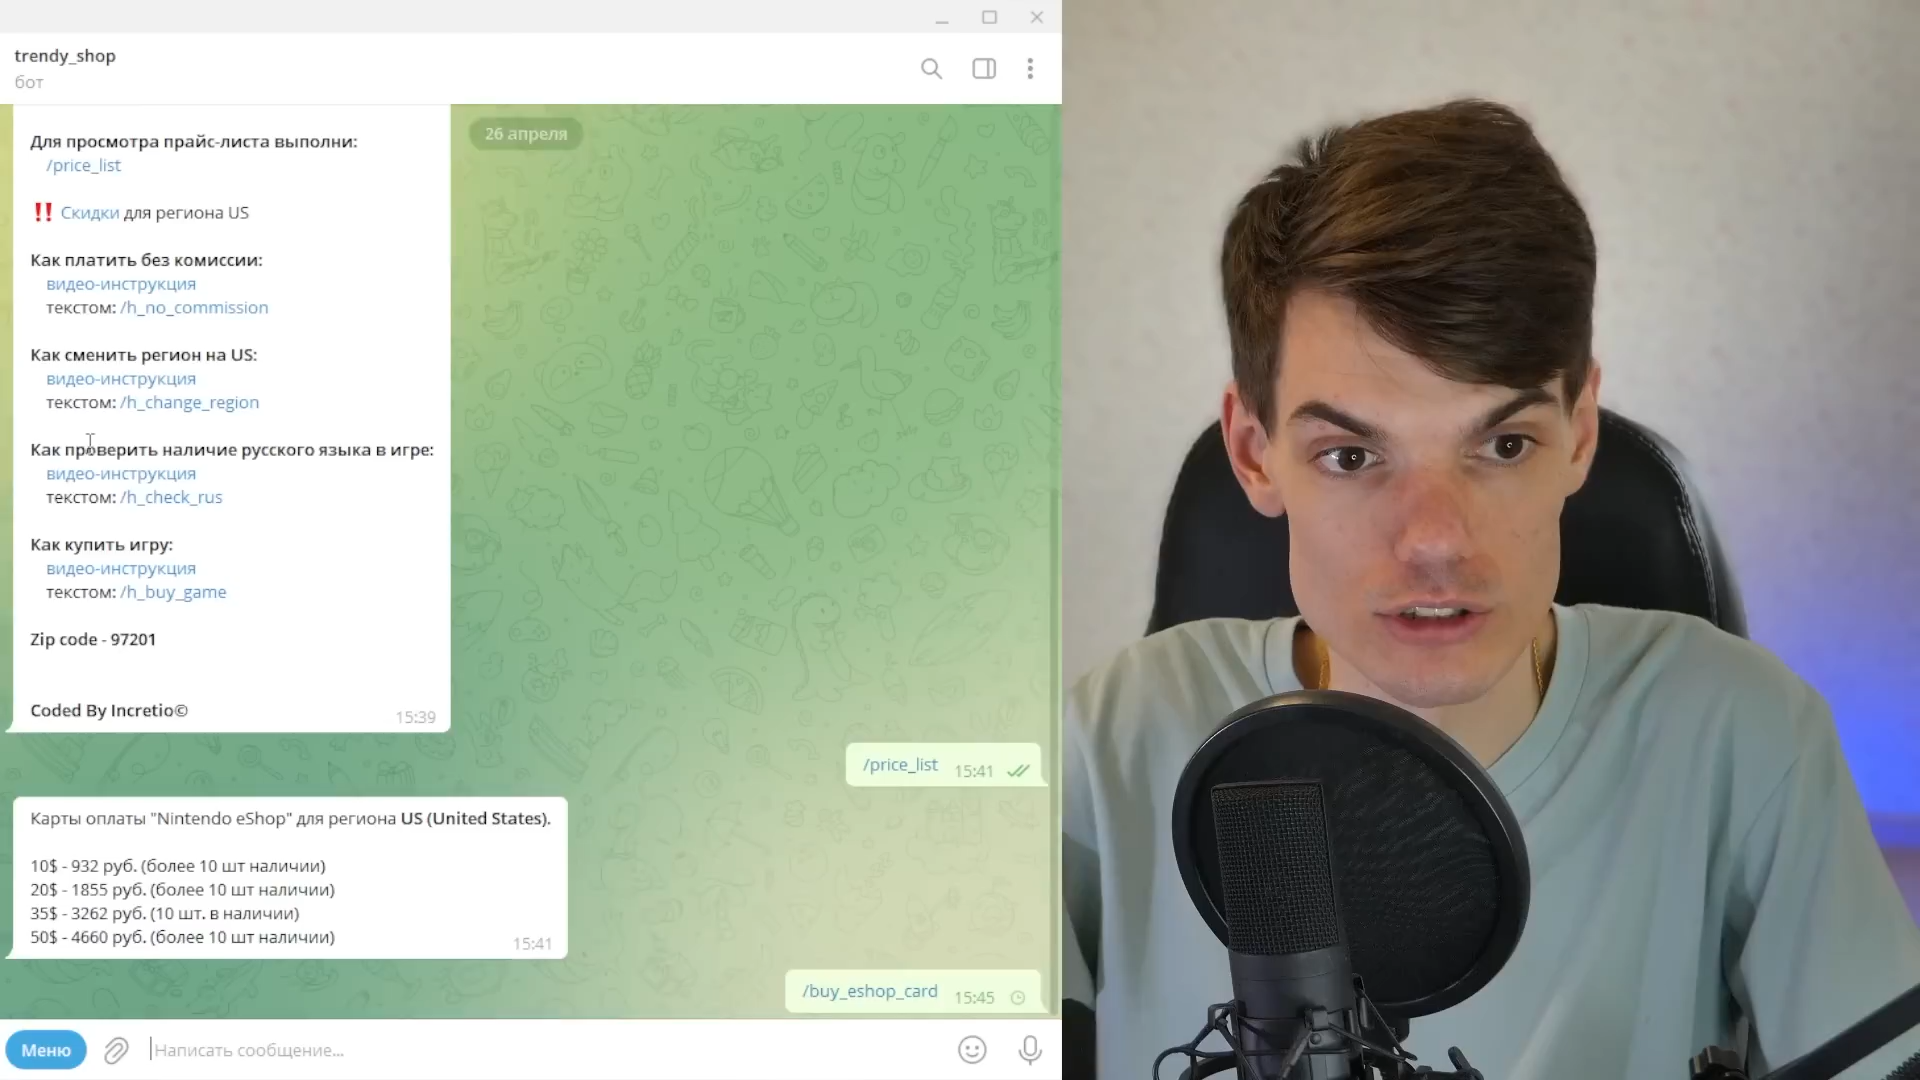 trendy_shop
бот
26 апреля
Для просмотра прайс-листа выполни:
/price_list
‼ Скидки для региона US
Как платить без комиссии:
видео-инструкция
текстом: /h_no_commission
Как сменить регион на US:
видео-инструкция
текстом: /h_change_region
Как проверить наличие русского языка в игре:
видео-инструкция
текстом: /h_check_rus
Как купить игру:
видео-инструкция
текстом: /h_buy_game
Zip code - 97201
Coded By Incretio©
15:39
/price_list 15:41
Карты оплаты "Nintendo eShop" для региона US (United States).
10$ - 932 руб. (более 10 шт наличии)
20$ - 1855 руб. (более 10 шт наличии)
35$ - 3262 руб. (10 шт. в наличии)
50$ - 4660 руб. (более 10 шт наличии)
15:41
/buy_eshop_card 15:45
Меню
Написать сообщение...